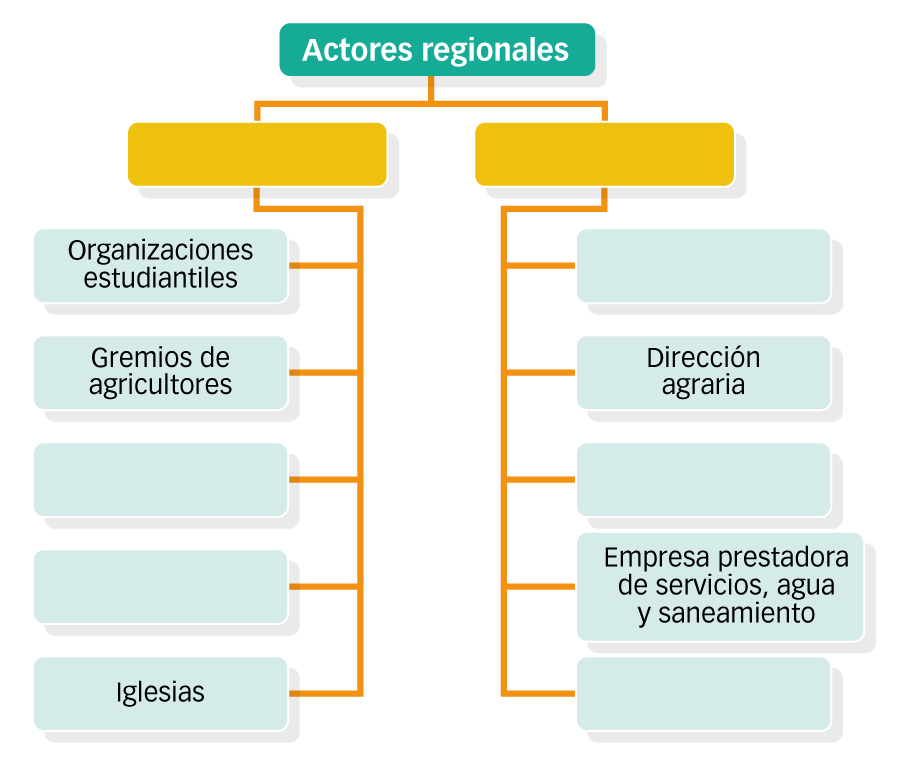 Actores regionales
Organizaciones
estudiantiles
Gremios de
agricultores
Iglesias
Dirección
agraria
Empresa prestadora
de servicios, agua
y saneamiento